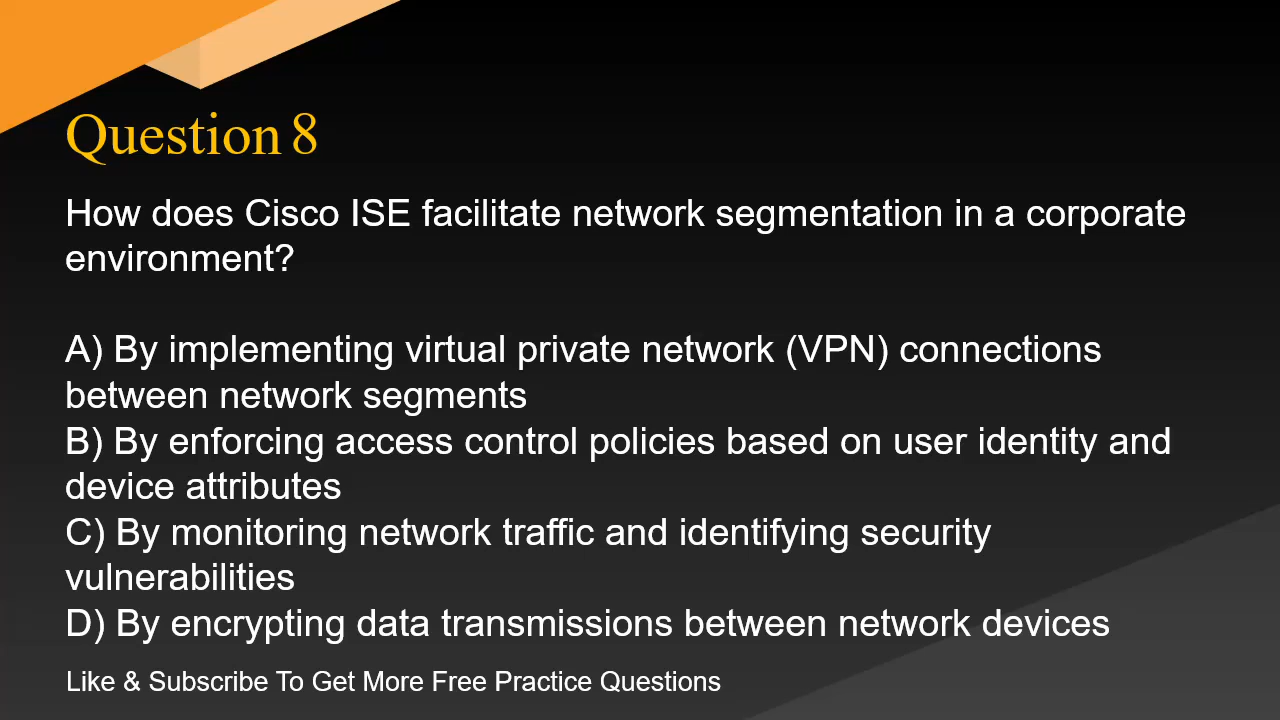 Question 8
How does Cisco ISE facilitate network segmentation in a corporate
environment?
A) By implementing virtual private network (VPN) connections
between network segments
B) By enforcing access control policies based on user identity and
device attributes
C) By monitoring network traffic and identifying security
vulnerabilities
D) By encrypting data transmissions between network devices
Like & Subscribe To Get More Free Practice Questions